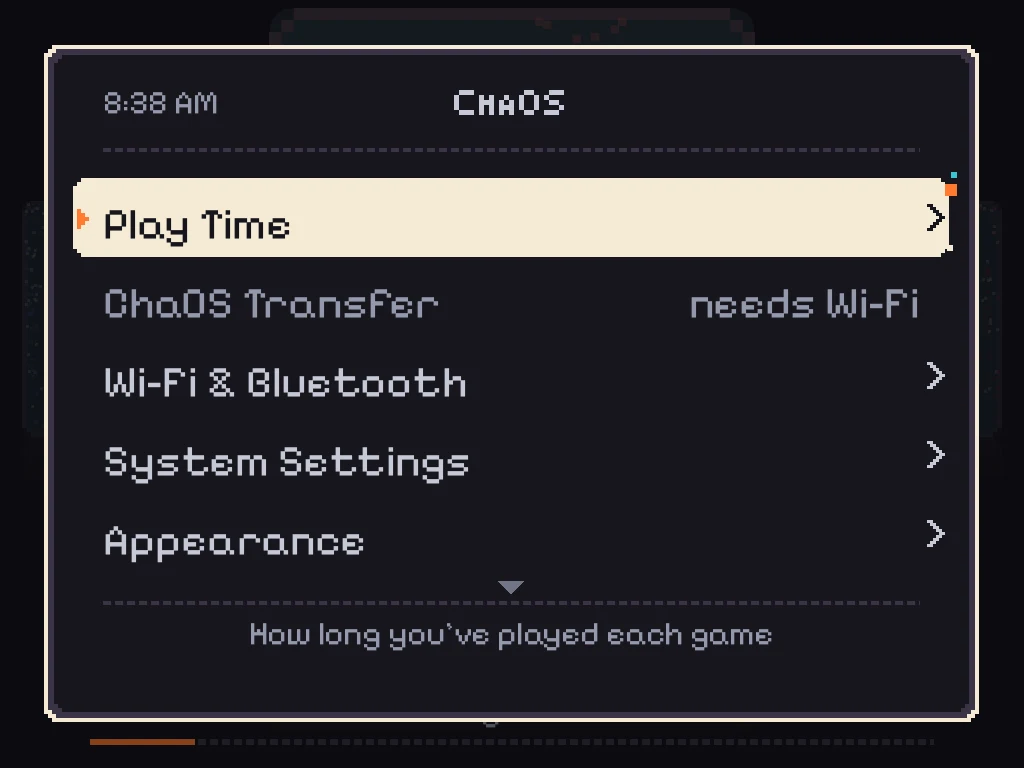 8:38 AM
ChaOS
Play Time
ChaOS Transfer needs Wi-Fi
Wi-Fi & Bluetooth
System Settings
Appearance
How long you've played each game